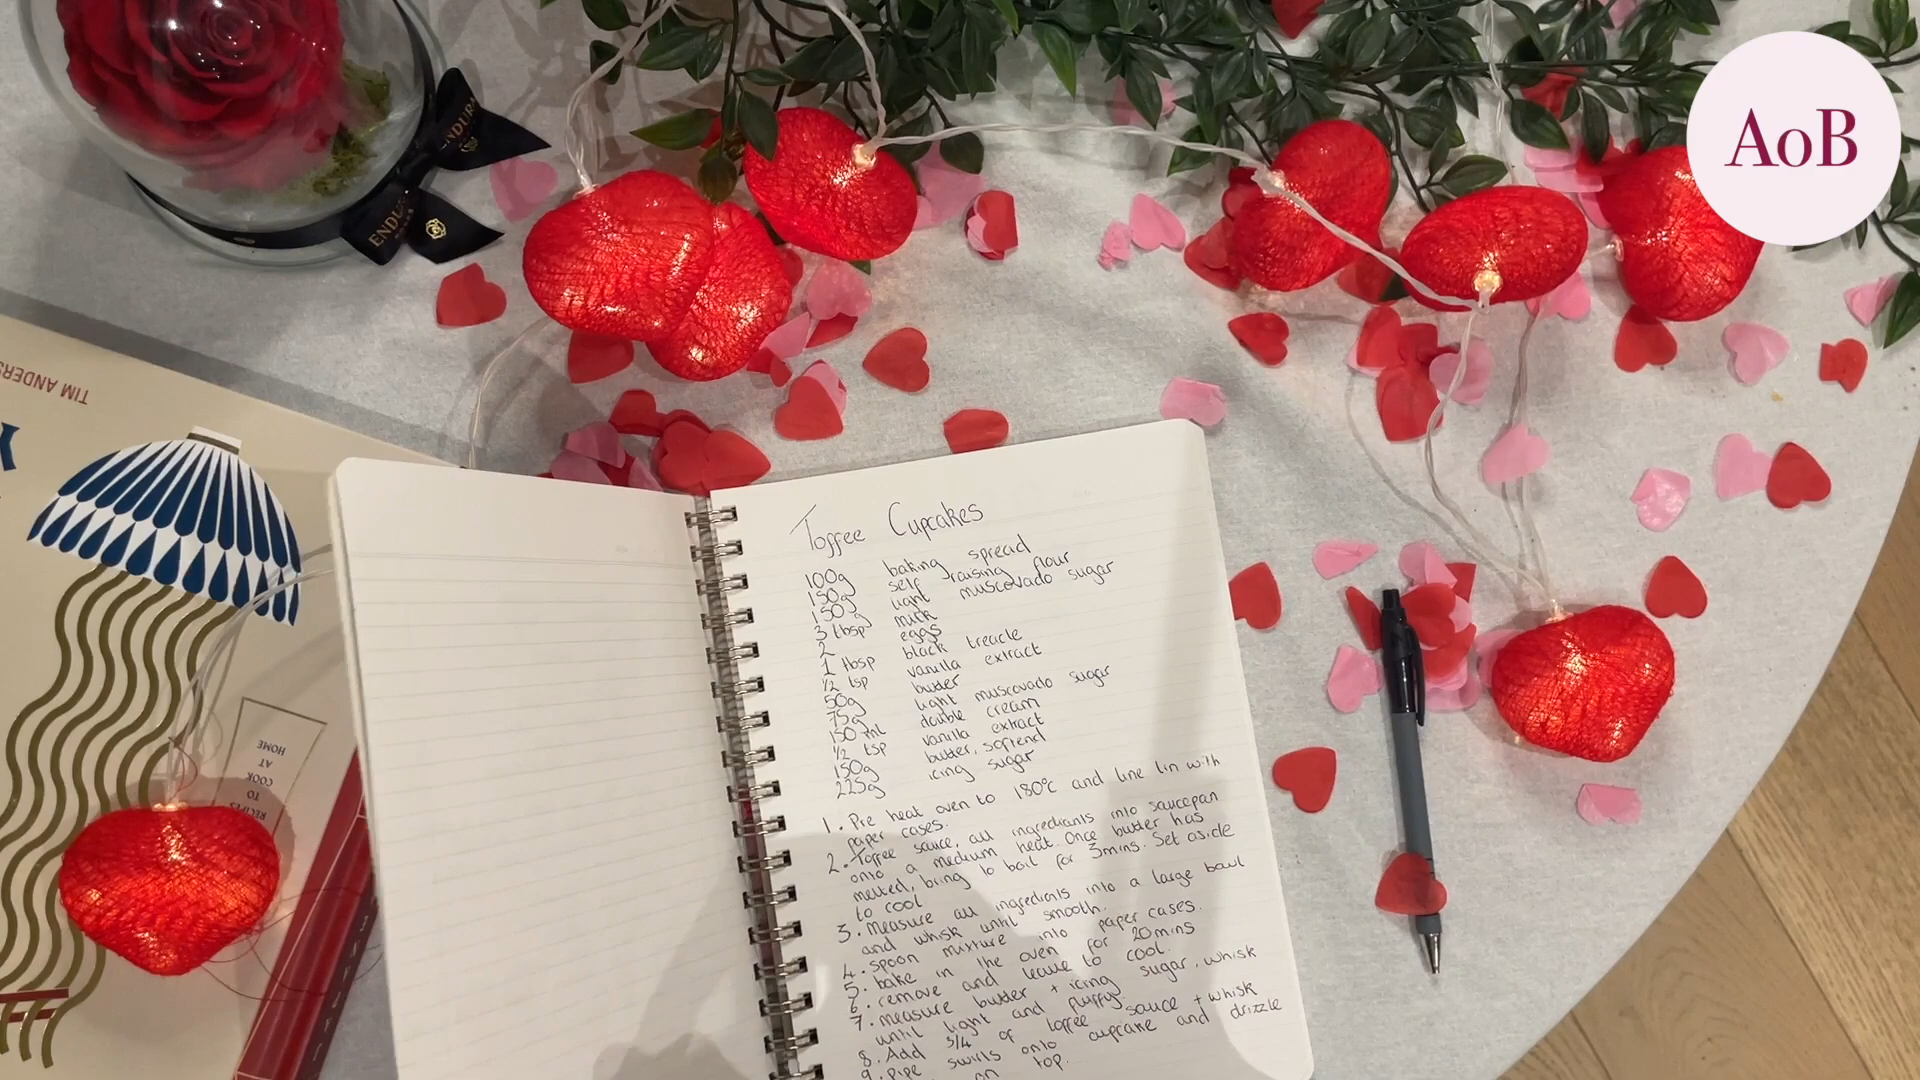 AoB
ENDURA
ENDURA
TIM ANDERS
RECIPES
TO
COOK
AT
HOME
Toffee Cupcakes
100g baking spread
150g self raising flour
150g light muscovado sugar
3 tbsp milk
2 eggs
1 tbsp black treacle
1/2 tsp vanilla extract
50g butter
75g light muscovado sugar
150ml double cream
1/2 tsp vanilla extract
150g butter, softend
225g icing sugar
1. Pre heat oven to 180°C and line tin with
paper cases.
2. Toffee sauce, all ingrediants into saucepan
onto a medium heat. Once butter has
melted, bring to boil for 3mins. Set aside
to cool
3. measure all ingrediants into a large bowl
and whisk until smooth.
4. spoon mixture into paper cases.
5. bake in the oven for 20mins
6. remove and leave to cool.
7. measure butter + icing sugar, whisk
until light and fluffy.
8. Add 3/4 of toffee sauce + whisk
9. Pipe swirls onto cupcake and drizzle
on top.